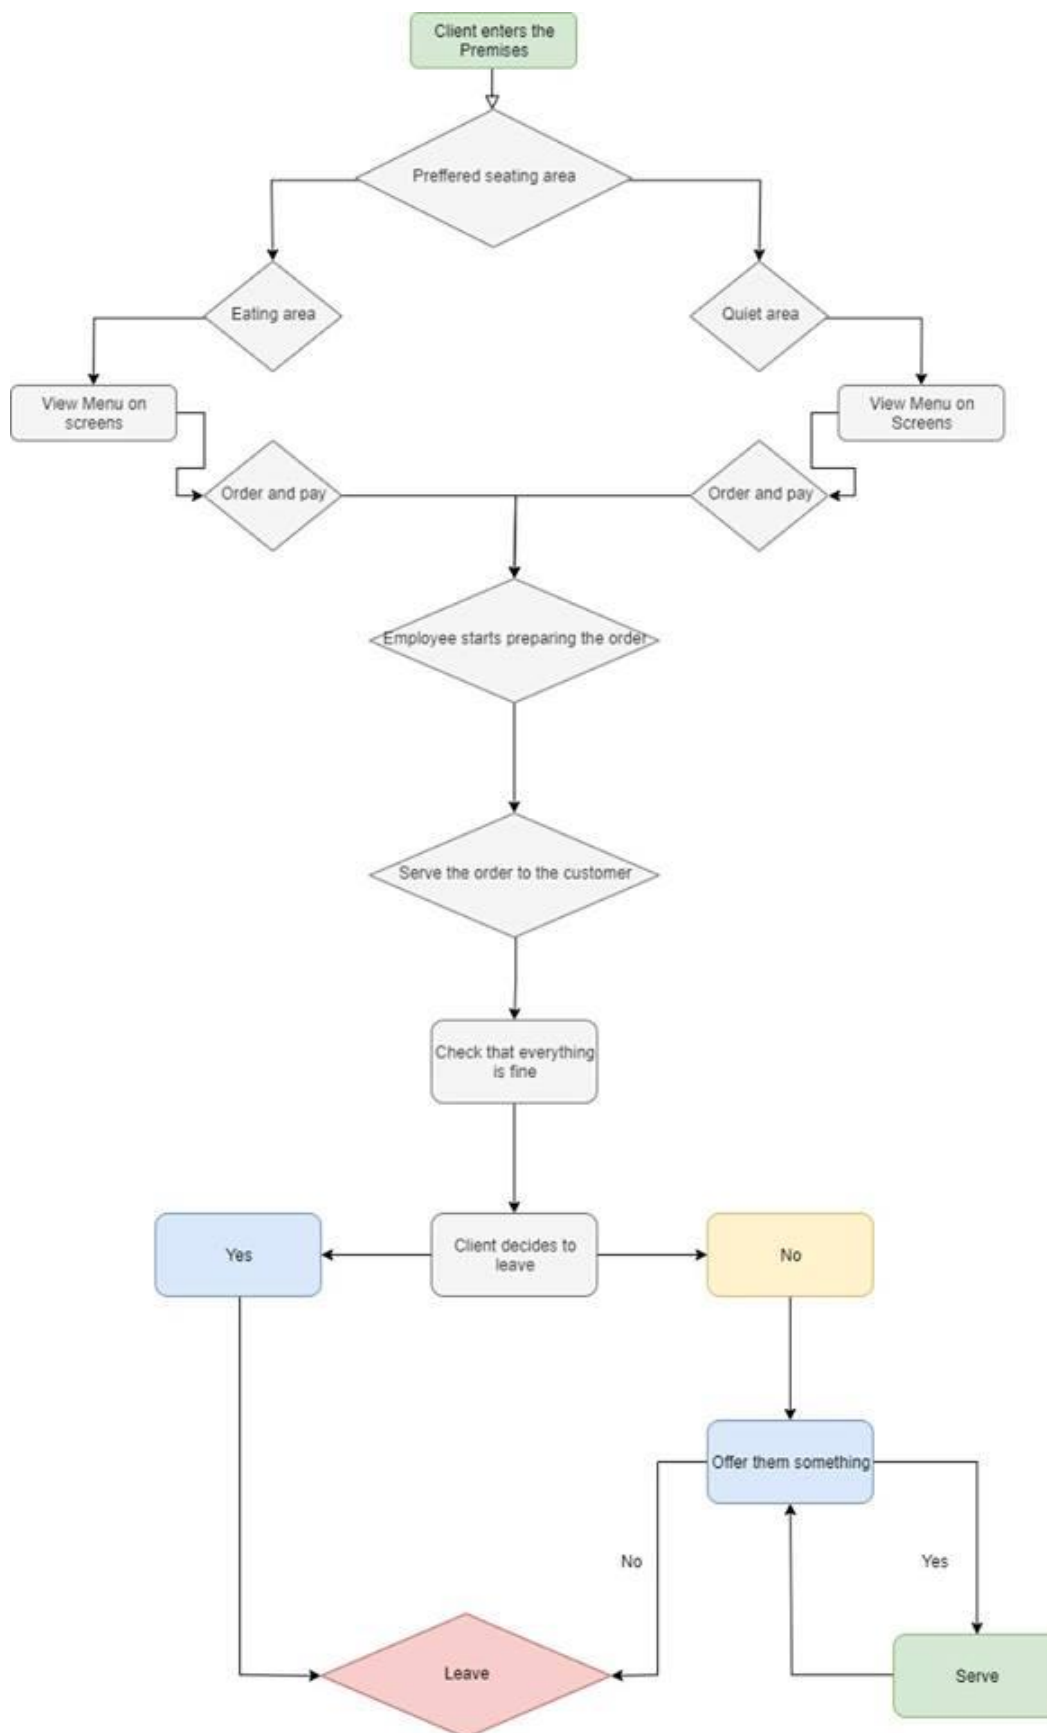 Client enters the
Premises
Preffered seating area
Eating area
Quiet area
View Menu on
screens
View Menu on
Screens
Order and pay
Order and pay
Employee starts preparing the order
Serve the order to the customer
Check that everything
is fine
Yes
Client decides to
leave
No
Offer them something
No
Yes
Leave
Serve